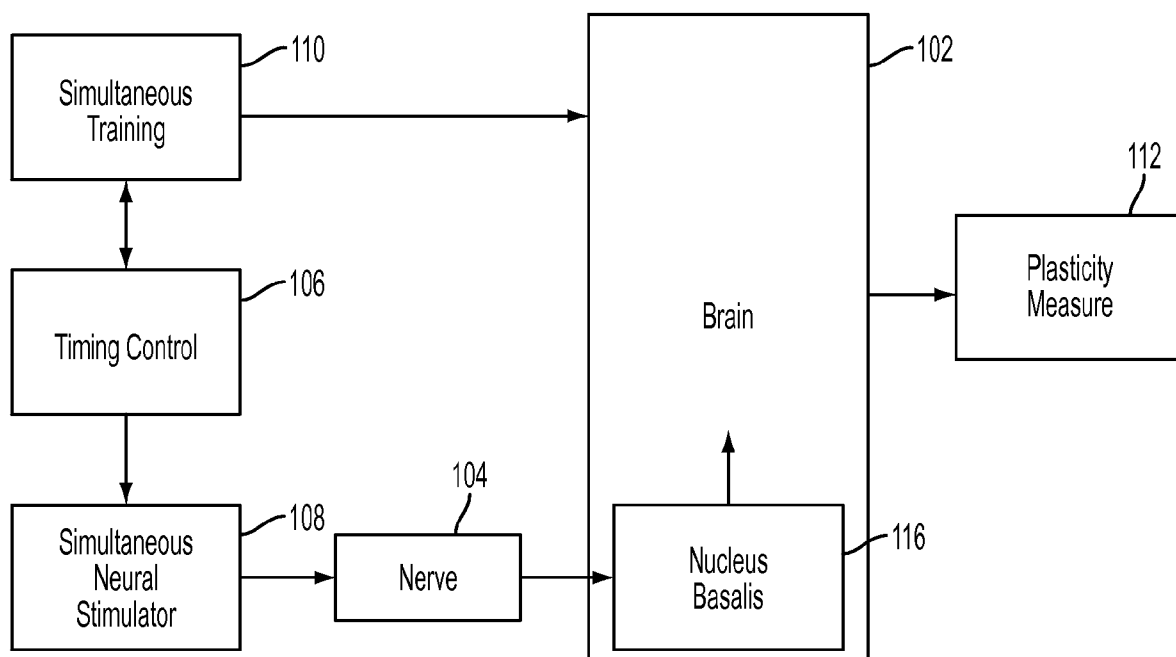 110
Simultaneous
Training
102
112
Plasticity
Measure
106
Timing Control
Brain
104
108
Simultaneous
Neural
Stimulator
Nerve
116
Nucleus
Basalis